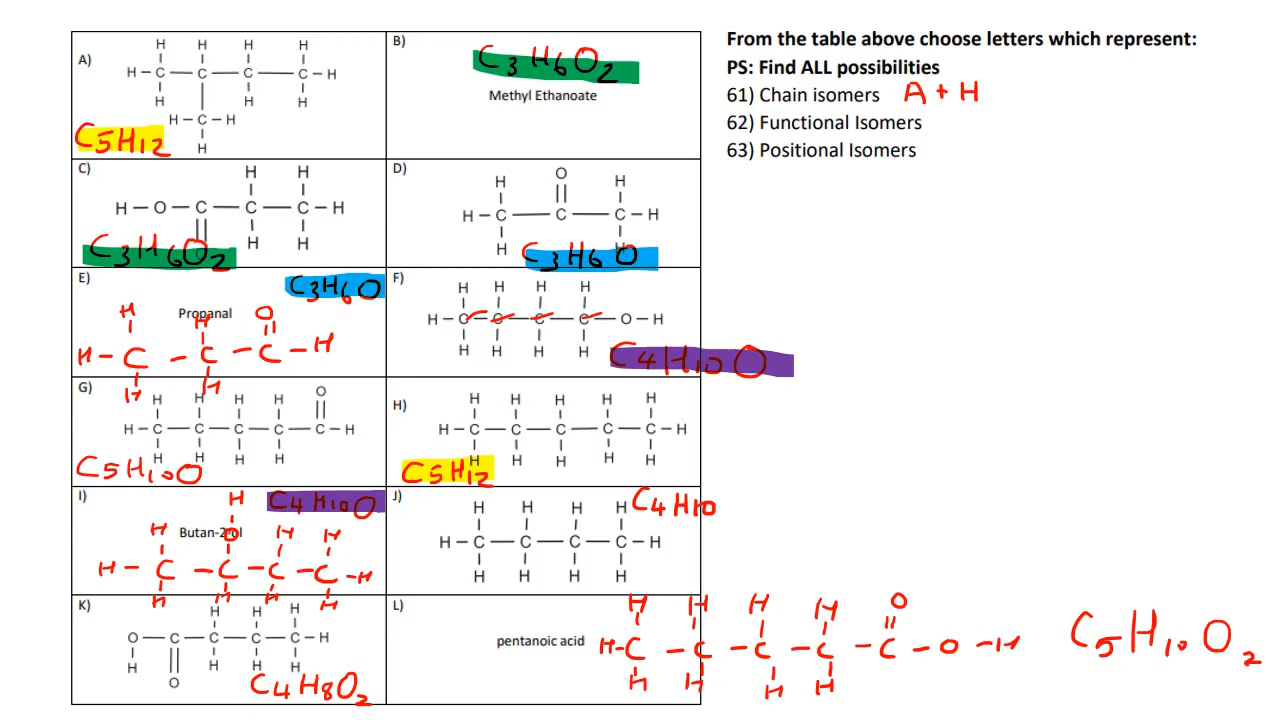 A)
H H H H
H – C – C – C – C – H
H H H
H – C – H
H
C5H12
B)
C3H6O2
Methyl Ethanoate
C)
H H
H – O – C – C – C – H
H H
C3H6O2
D)
O
H H
H – C – C – C – H
H H
C3H6O
E)
C3H6O
Propanal
H H O
H – C – C – C – H
H H
F)
H H H H
H – C – C – C – C – O – H
H H H H
C4H10O
G)
O
H H H H
H – C – C – C – C – C – H
H H H H
C5H10O
H)
H H H H H
H – C – C – C – C – C – H
H H H H H
C5H12
I)
C4H10O
H
Butan-2-ol
H O H H
H – C – C – C – C – H
H H H H
J)
C4H10
H H H H
H – C – C – C – C – H
H H H H
K)
H H H
O – C – C – C – C – H
H H H H
O
C4H8O2
L)
pentanoic acid
H H H H O
H – C – C – C – C – C – O – H
H H H H
C5H10O2
From the table above choose letters which represent:
PS: Find ALL possibilities
61) Chain isomers A + H
62) Functional Isomers
63) Positional Isomers